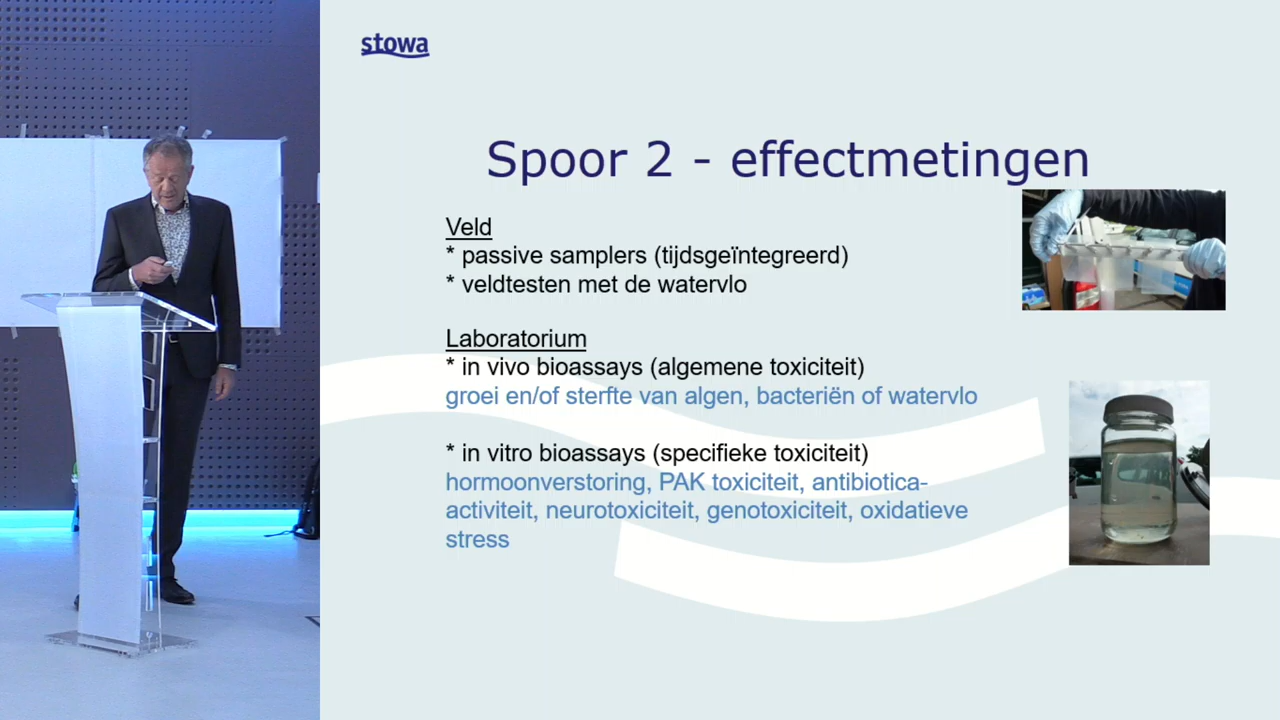 stowa
Spoor 2 - effectmetingen
Veld
* passive samplers (tijdsgeïntegreerd)
* veldtesten met de watervlo
Laboratorium
* in vivo bioassays (algemene toxiciteit)
groei en/of sterfte van algen, bacteriën of watervlo
* in vitro bioassays (specifieke toxiciteit)
hormoonverstoring, PAK toxiciteit, antibiotica-
activiteit, neurotoxiciteit, genotoxiciteit, oxidatieve
stress